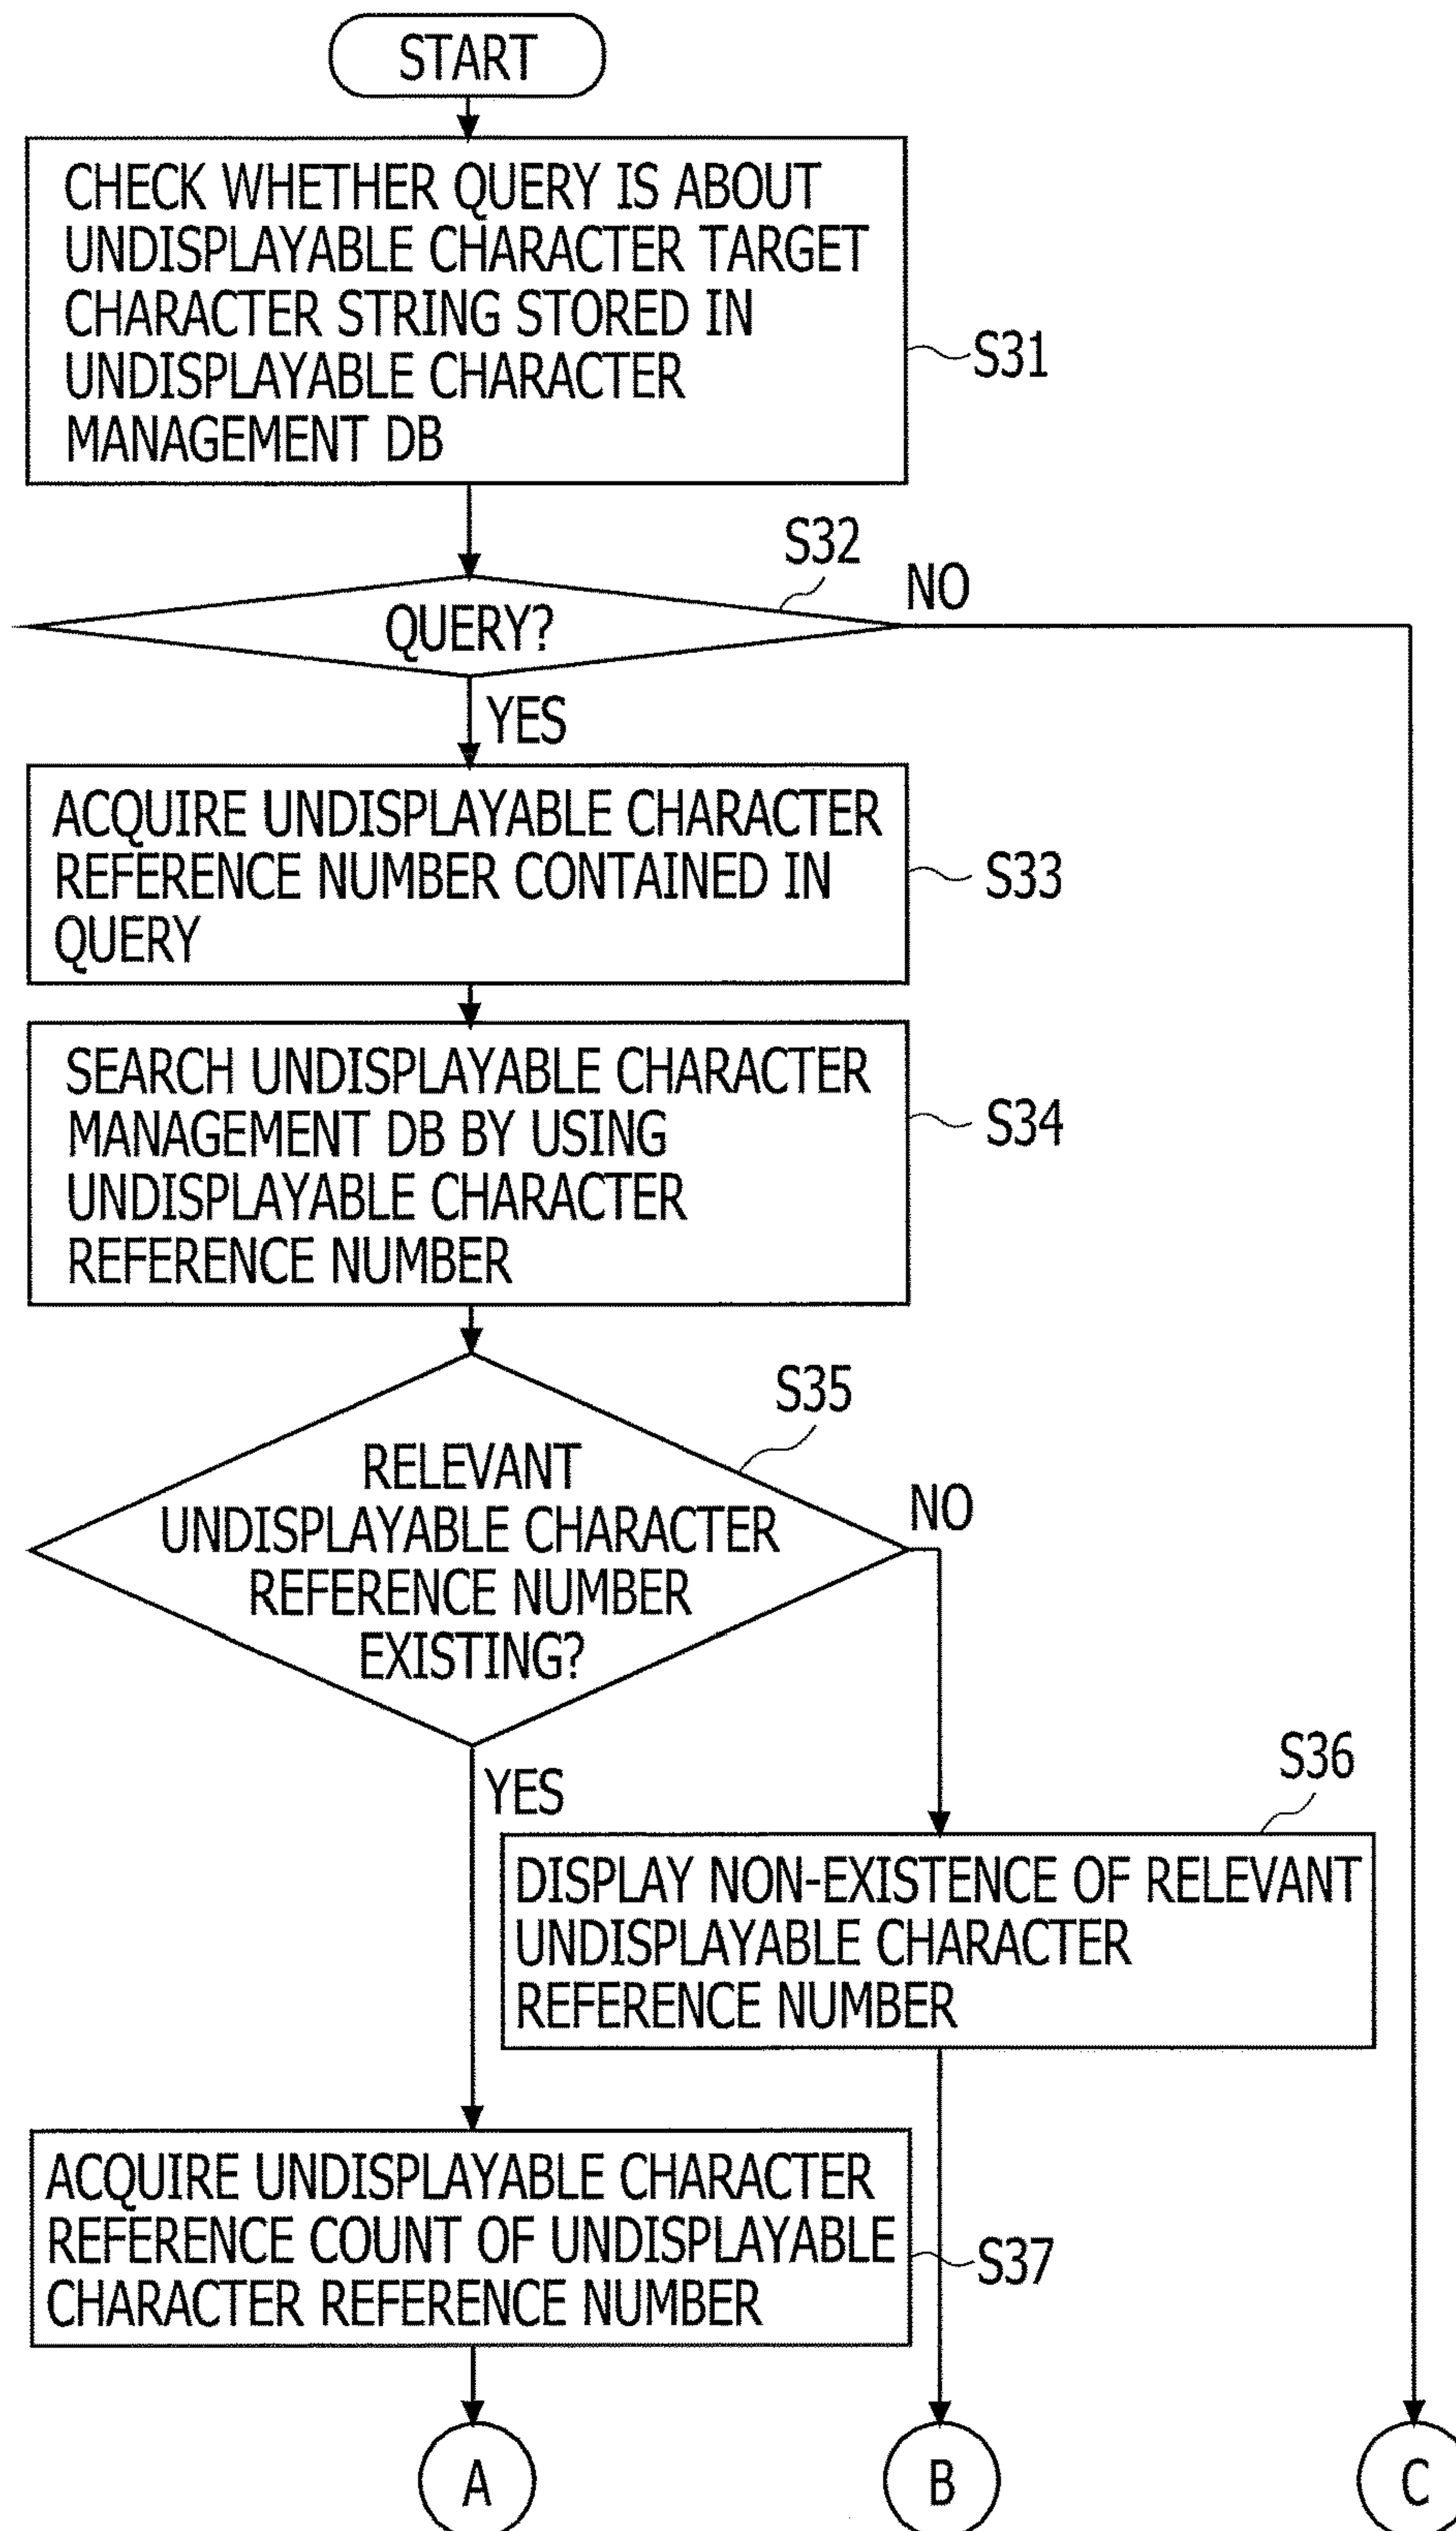 START
CHECK WHETHER QUERY IS ABOUT
UNDISPLAYABLE CHARACTER TARGET
CHARACTER STRING STORED IN
UNDISPLAYABLE CHARACTER
MANAGEMENT DB
S31
S32
QUERY?
NO
YES
ACQUIRE UNDISPLAYABLE CHARACTER
REFERENCE NUMBER CONTAINED IN
QUERY
S33
SEARCH UNDISPLAYABLE CHARACTER
MANAGEMENT DB BY USING
UNDISPLAYABLE CHARACTER
REFERENCE NUMBER
S34
S35
RELEVANT
UNDISPLAYABLE CHARACTER
REFERENCE NUMBER
EXISTING?
NO
YES
S36
DISPLAY NON-EXISTENCE OF RELEVANT
UNDISPLAYABLE CHARACTER
REFERENCE NUMBER
ACQUIRE UNDISPLAYABLE CHARACTER
REFERENCE COUNT OF UNDISPLAYABLE
CHARACTER REFERENCE NUMBER
S37
A
B
C